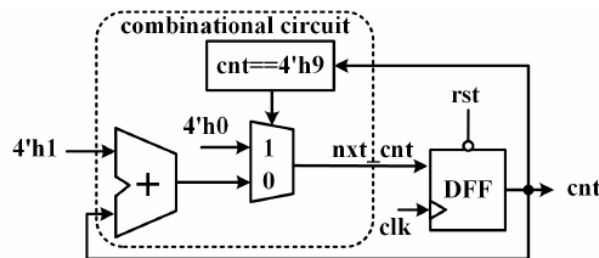 combinational circuit
cnt==4'h9
rst
4'h0
4'h1
1
nxt_cnt
+
0
DFF
cnt
clk